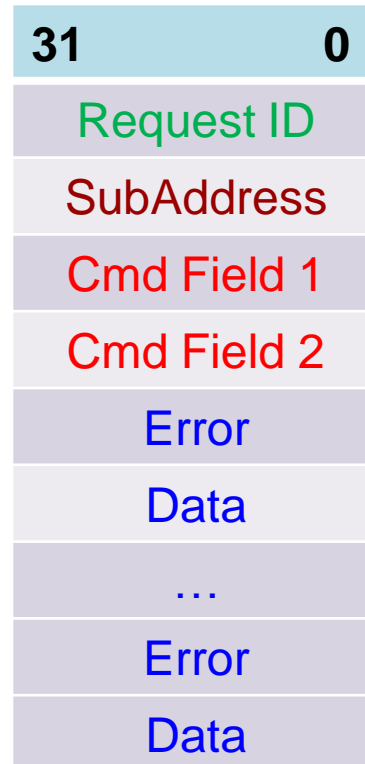 31 0
Request ID
SubAddress
Cmd Field 1
Cmd Field 2
Error
Data
…
Error
Data